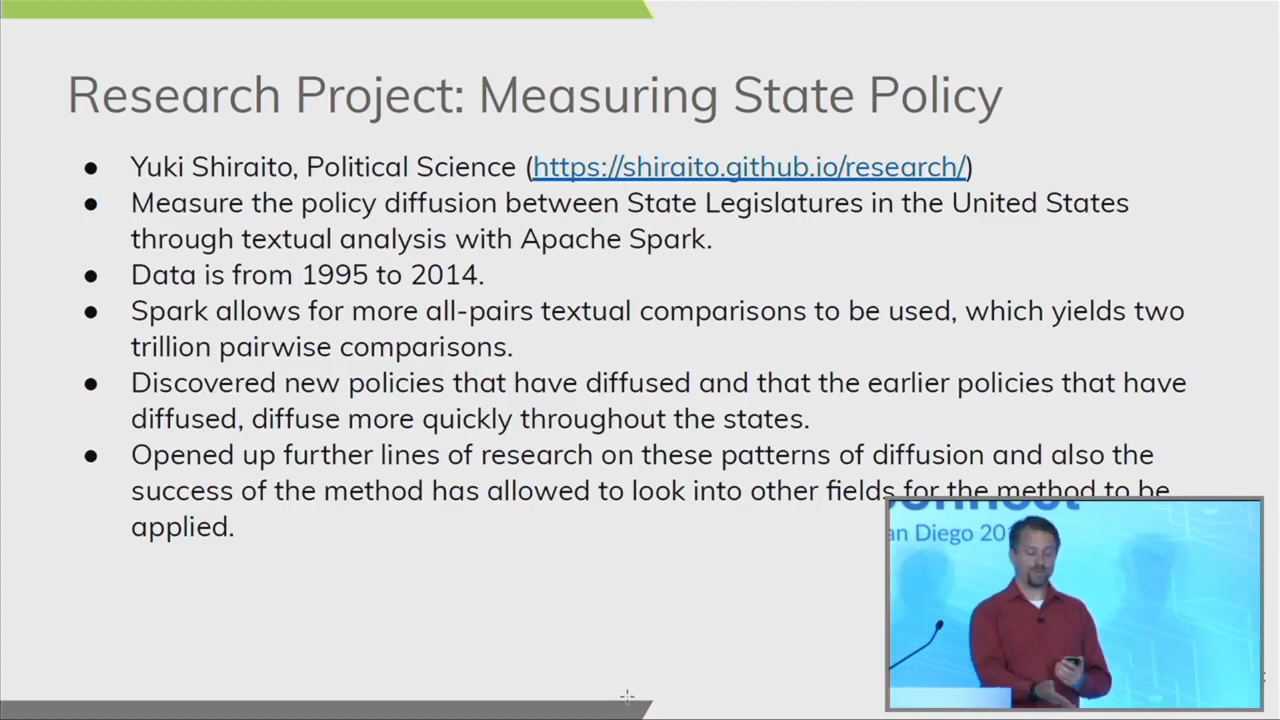 Research Project: Measuring State Policy
● Yuki Shiraito, Political Science (https://shiraito.github.io/research/)
● Measure the policy diffusion between State Legislatures in the United States
through textual analysis with Apache Spark.
● Data is from 1995 to 2014.
● Spark allows for more all-pairs textual comparisons to be used, which yields two
trillion pairwise comparisons.
● Discovered new policies that have diffused and that the earlier policies that have
diffused, diffuse more quickly throughout the states.
● Opened up further lines of research on these patterns of diffusion and also the
success of the method has allowed to look into other fields for the method to be
applied.
an Diego 20